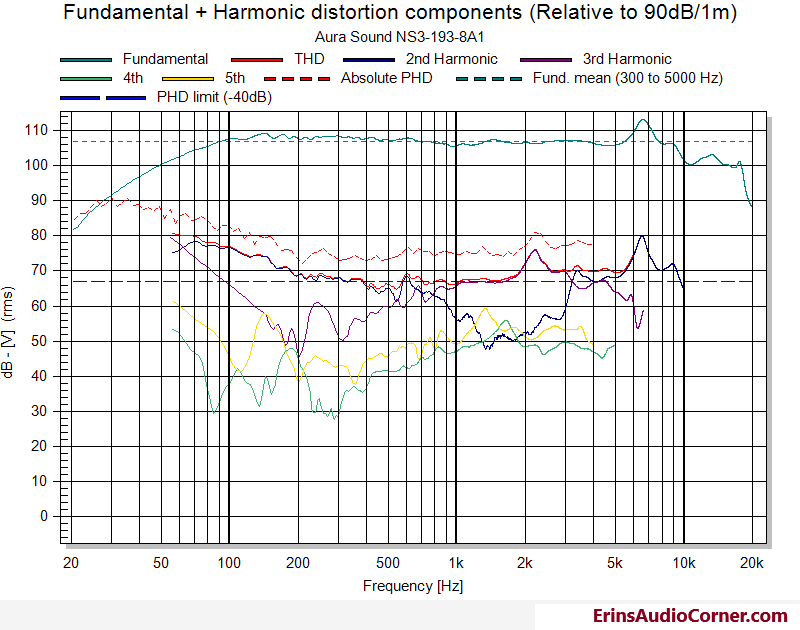 Fundamental + Harmonic distortion components (Relative to 90dB/1m)
Aura Sound NS3-193-8A1
Fundamental THD 2nd Harmonic 3rd Harmonic
4th 5th Absolute PHD Fund. mean (300 to 5000 Hz)
PHD limit (-40dB)
110
100
90
80
70
60
50
40
30
20
10
0
dB - [V] (rms)
20 50 100 200 500 1k 2k 5k 10k 20k
Frequency [Hz]
ErinsAudioCorner.com